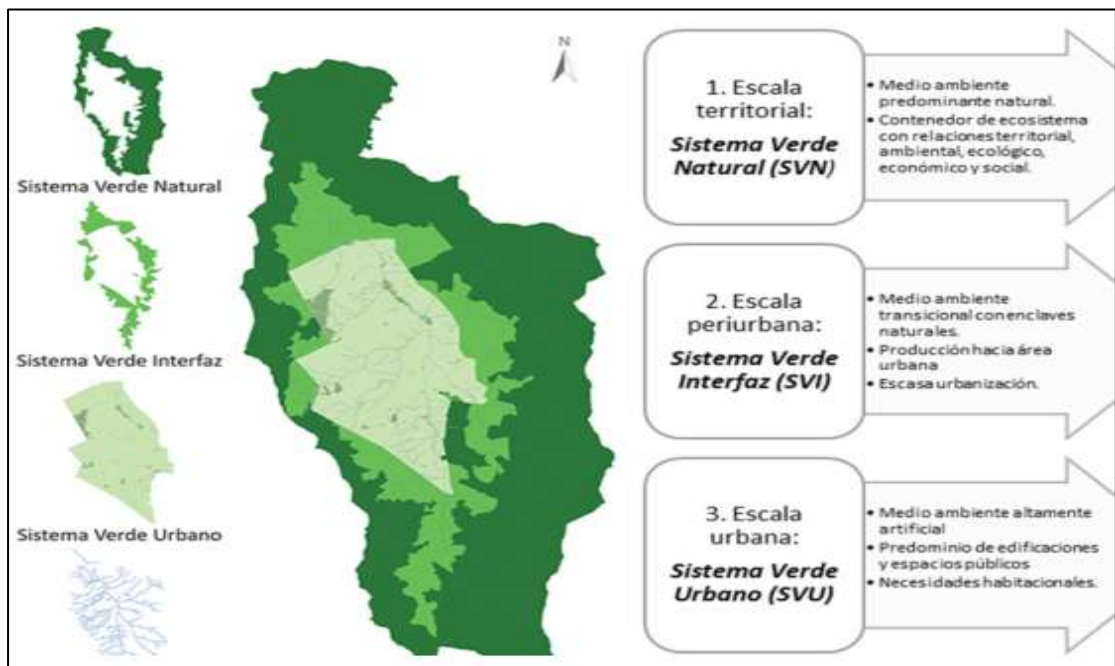 Sistema Verde Natural
Sistema Verde Interfaz
Sistema Verde Urbano
N
1. Escala
territorial:
Sistema Verde
Natural (SVN)
• Medio ambiente
predominante natural.
• Contenedor de ecosistema
con relaciones territorial,
ambiental, ecológico,
económico y social.
2. Escala
periurbana:
Sistema Verde
Interfaz (SVI)
• Medio ambiente
transicional con enclaves
naturales.
• Producción hacia área
urbana
• Escasa urbanización.
3. Escala
urbana:
Sistema Verde
Urbano (SVU)
• Medio ambiente altamente
artificial
• Predominio de edificaciones
y espacios públicos
• Necesidades habitacionales.